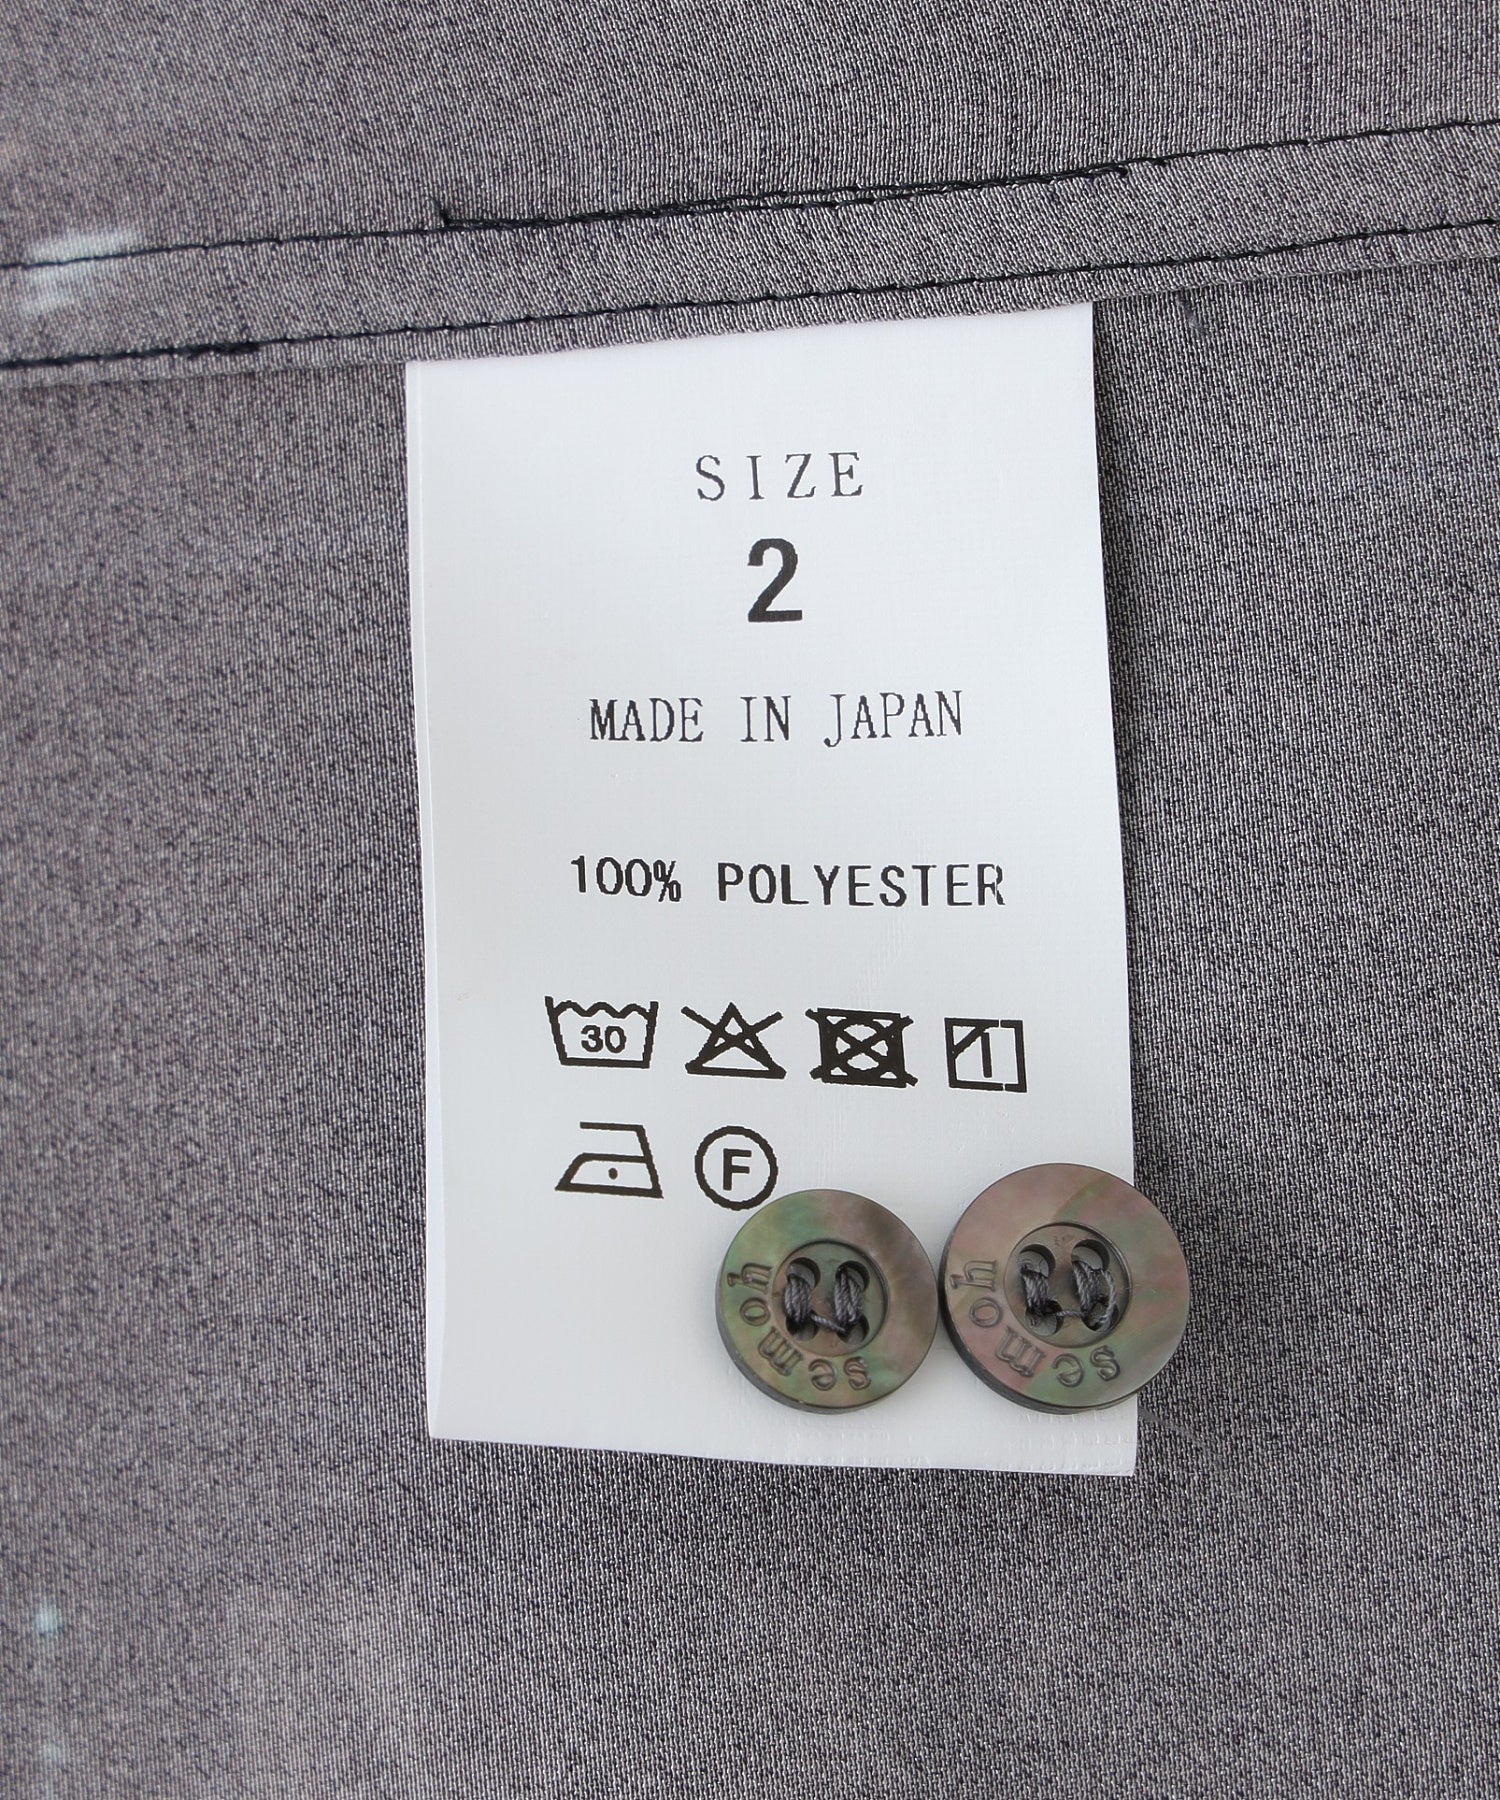 SIZE
2
MADE IN JAPAN
100% POLYESTER
30
F
semoh
semoh